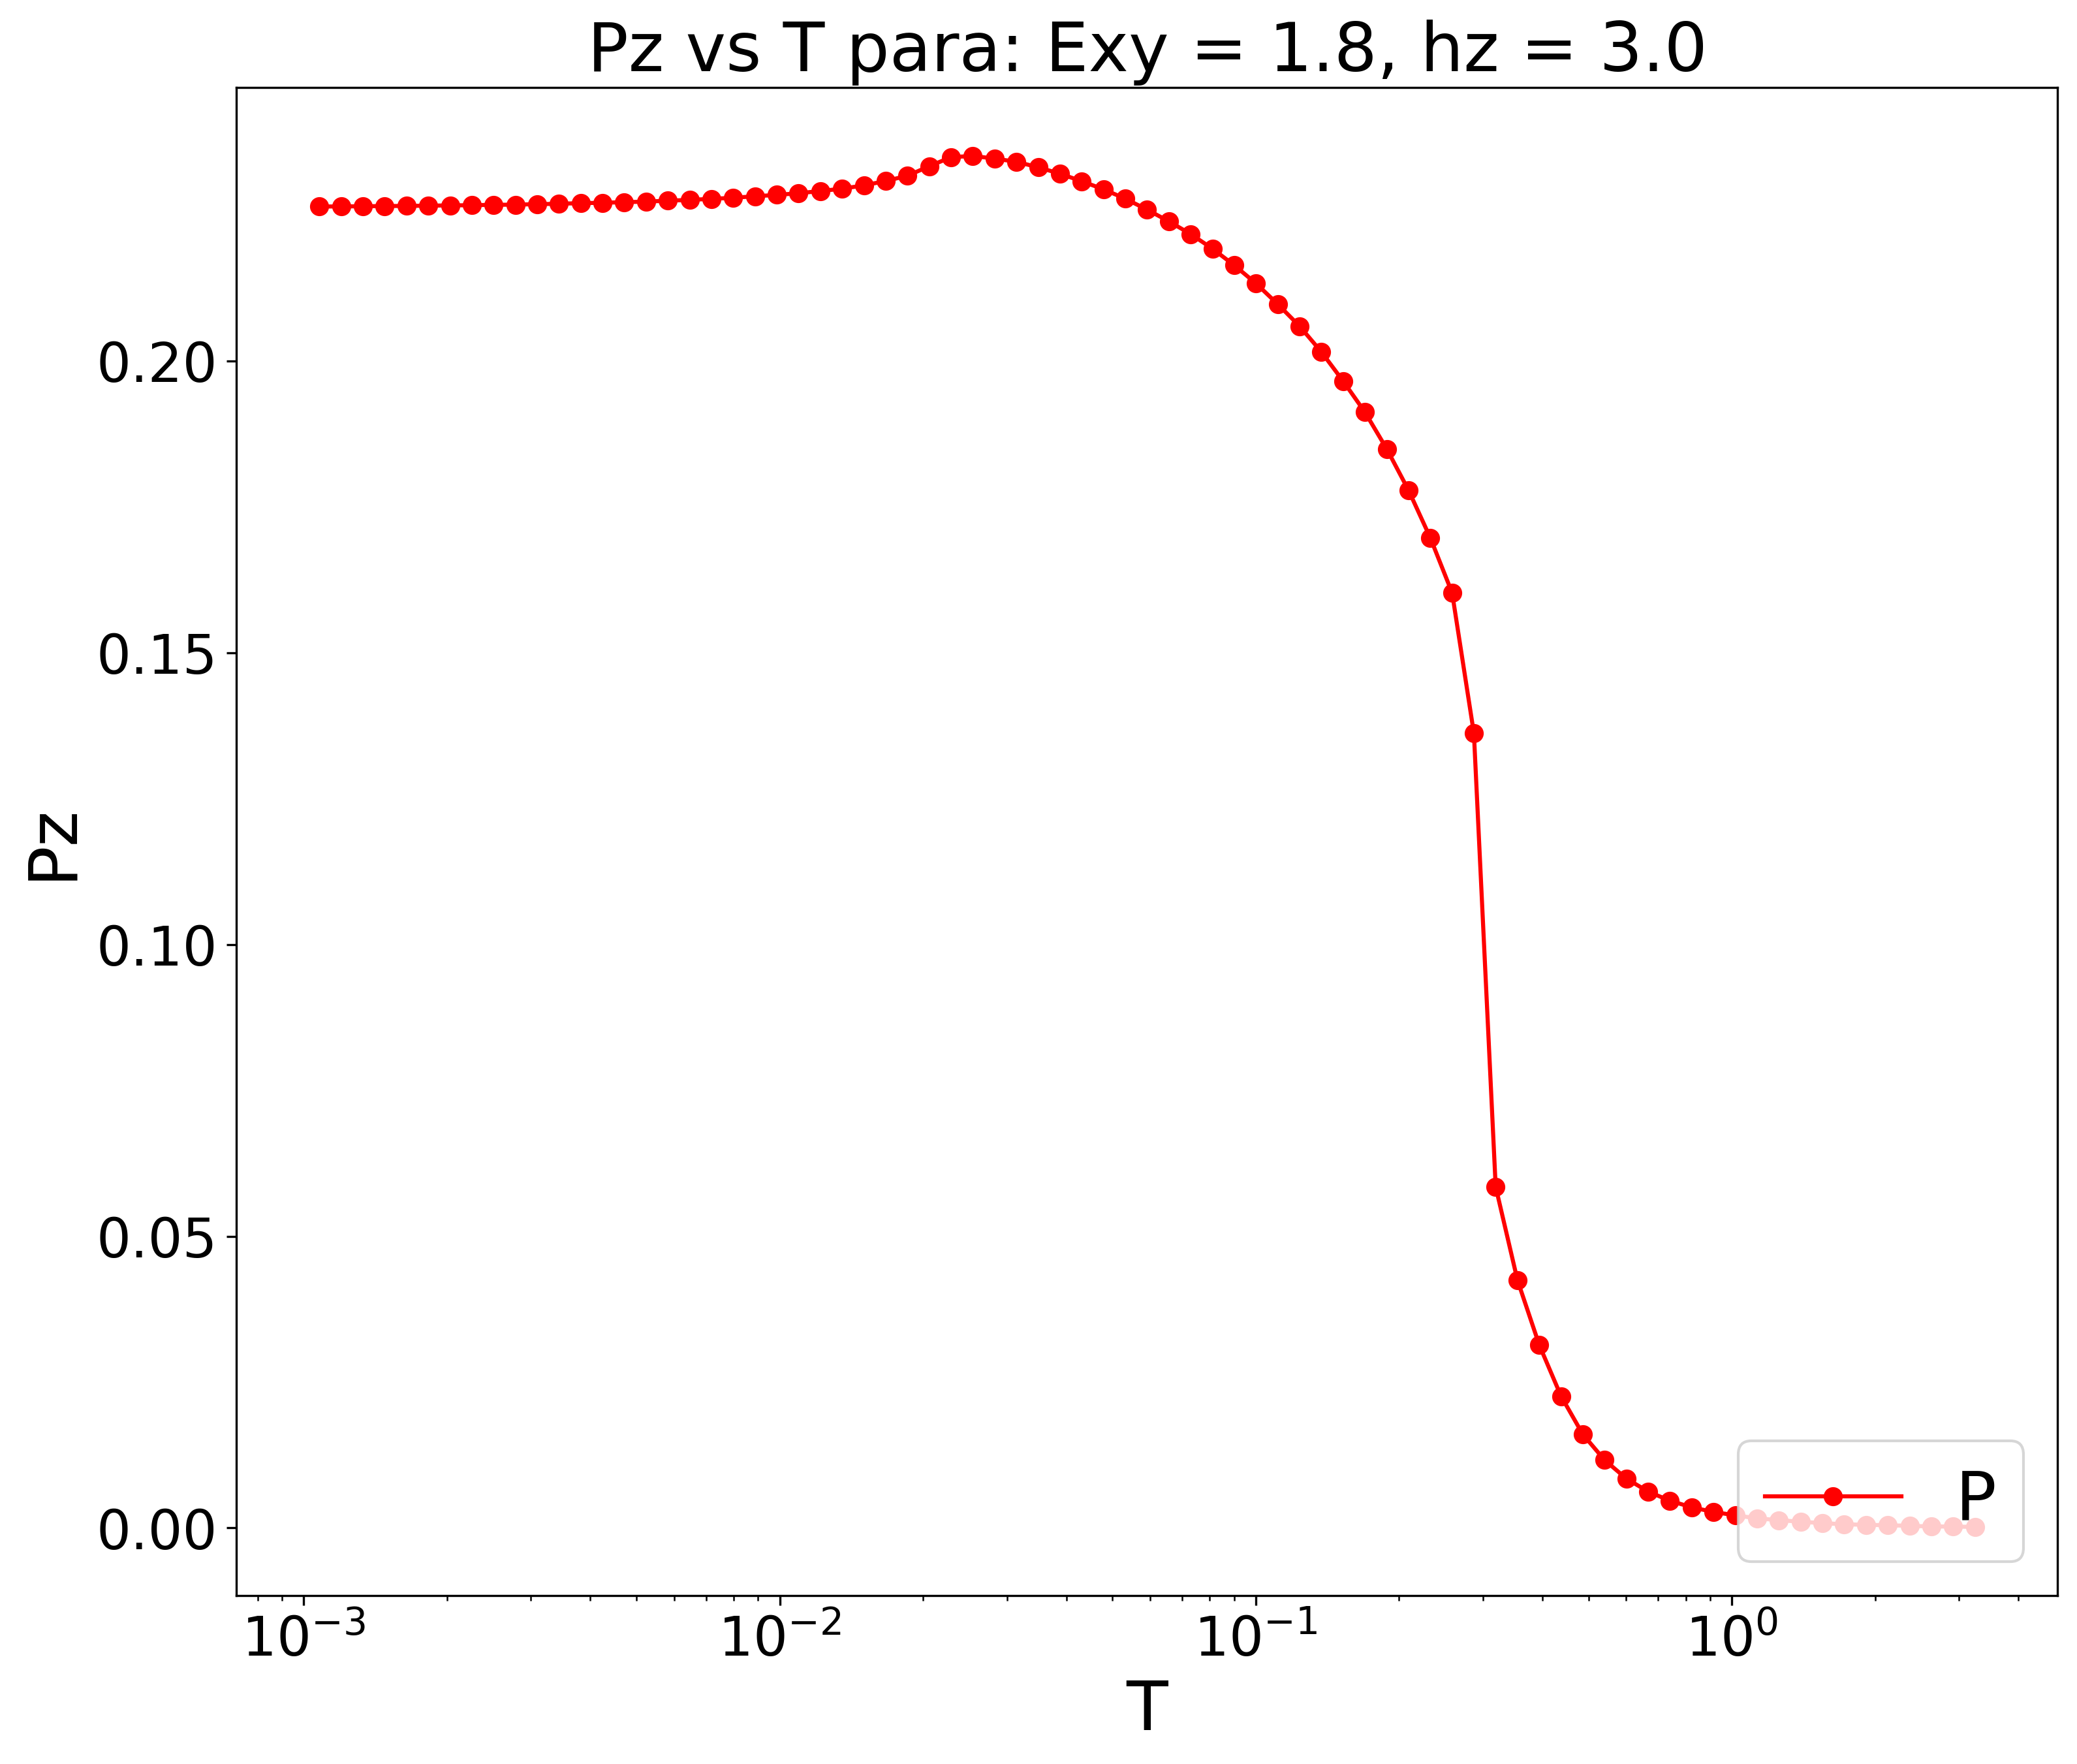 Pz vs T para: Exy = 1.8, hz = 3.0
Pz
0.20
0.15
0.10
0.05
0.00
P
10⁻³ 10⁻² 10⁻¹ 10⁰
T